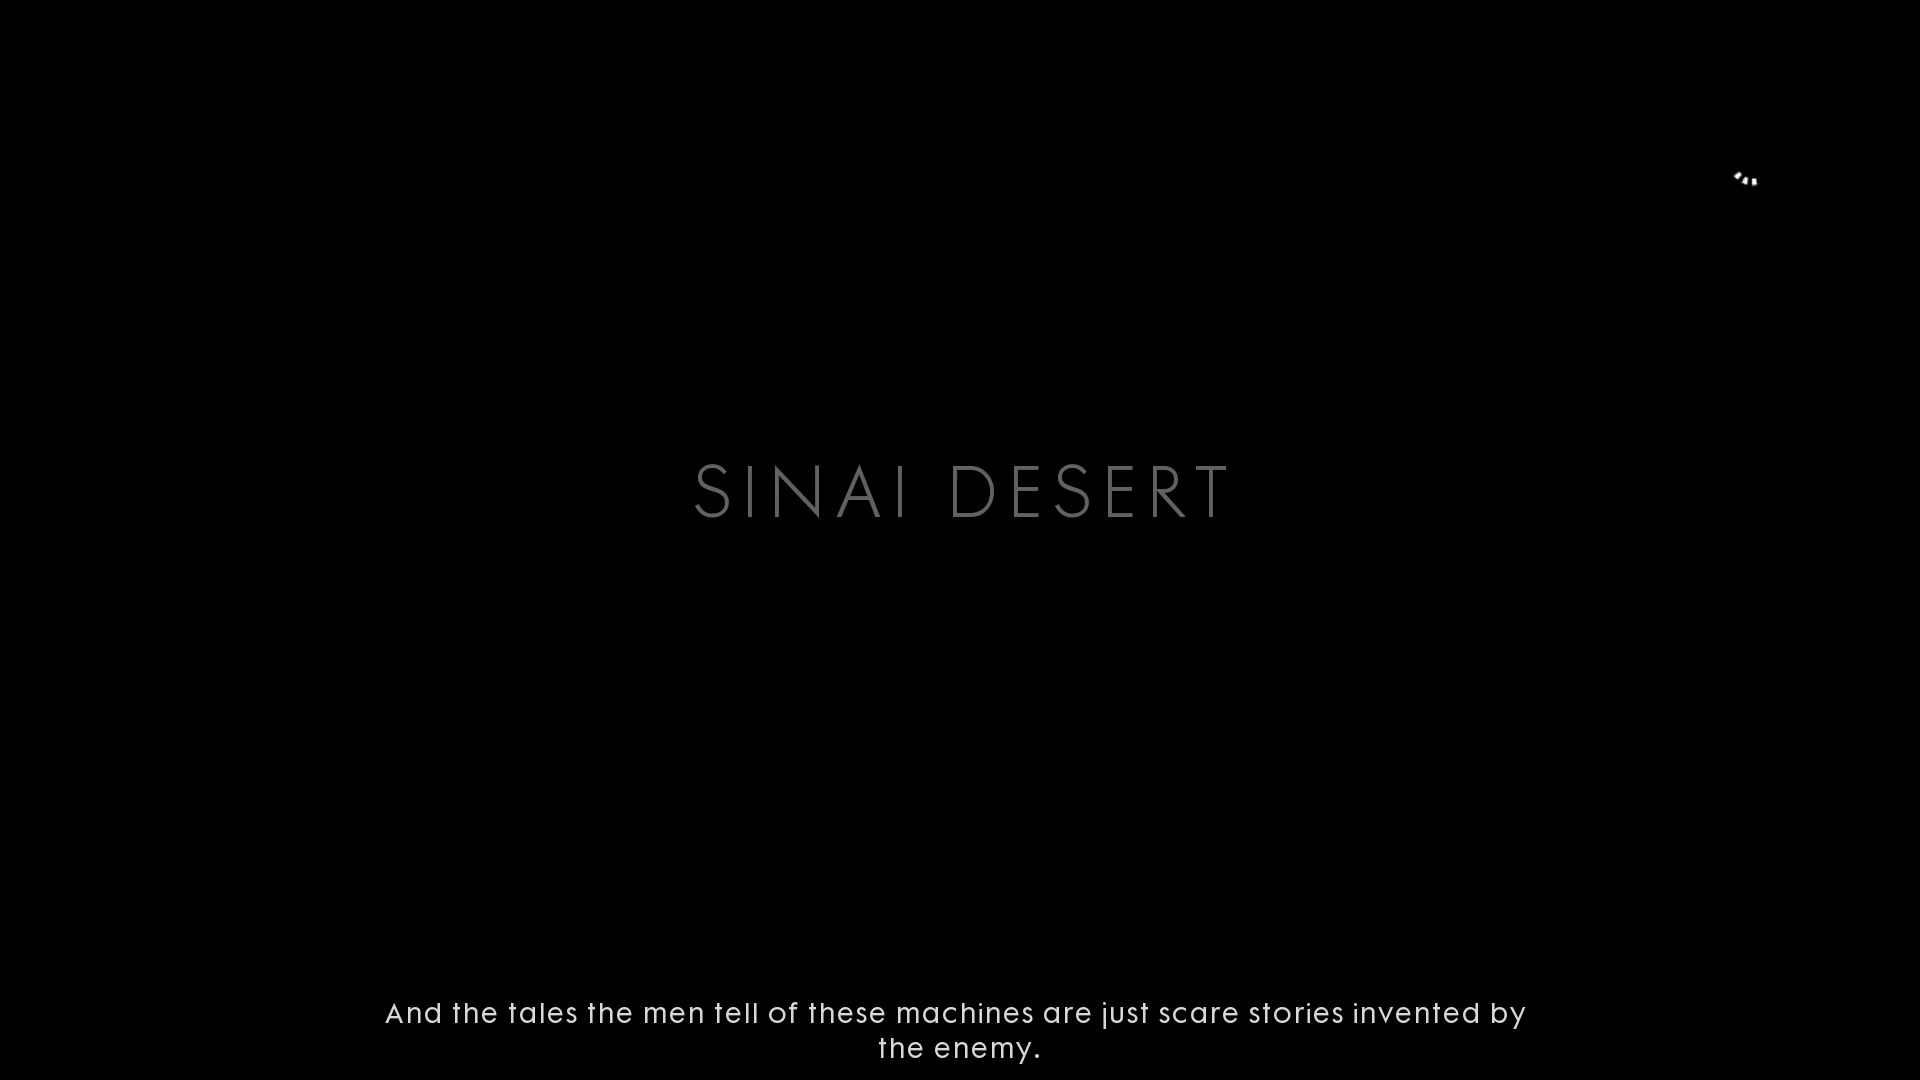 SINAI DESERT
And the tales the men tell of these machines are just scare stories invented by
the enemy.